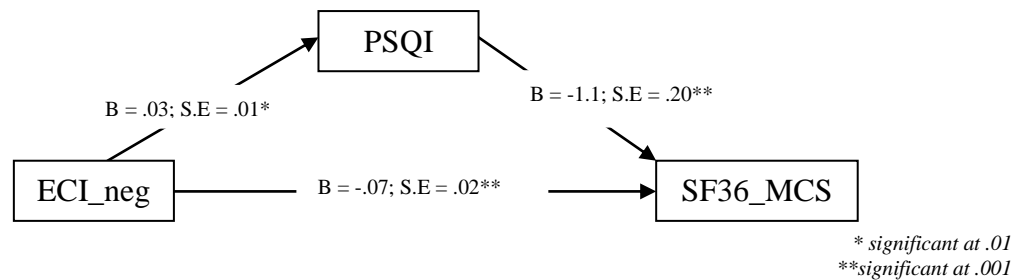 PSQI
B = .03; S.E = .01*
B = -1.1; S.E = .20**
ECI_neg
B = -.07; S.E = .02**
SF36_MCS
* significant at .01
**significant at .001